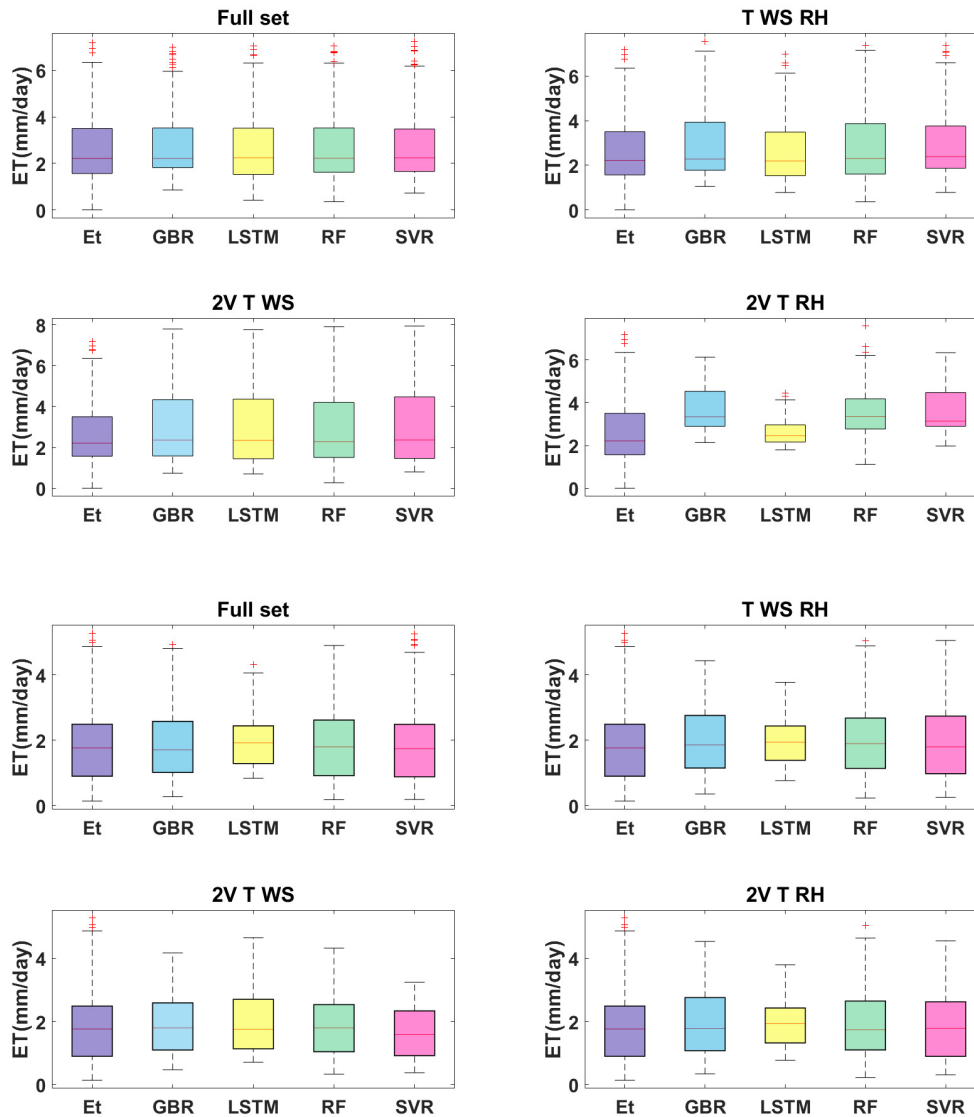 Full set
ET(mm/day)
6
4
2
0
Et GBR LSTM RF SVR
T WS RH
ET(mm/day)
6
4
2
0
Et GBR LSTM RF SVR
2V T WS
ET(mm/day)
8
6
4
2
0
Et GBR LSTM RF SVR
2V T RH
ET(mm/day)
6
4
2
0
Et GBR LSTM RF SVR
Full set
ET(mm/day)
4
2
0
Et GBR LSTM RF SVR
T WS RH
ET(mm/day)
4
2
0
Et GBR LSTM RF SVR
2V T WS
ET(mm/day)
4
2
0
Et GBR LSTM RF SVR
2V T RH
ET(mm/day)
4
2
0
Et GBR LSTM RF SVR